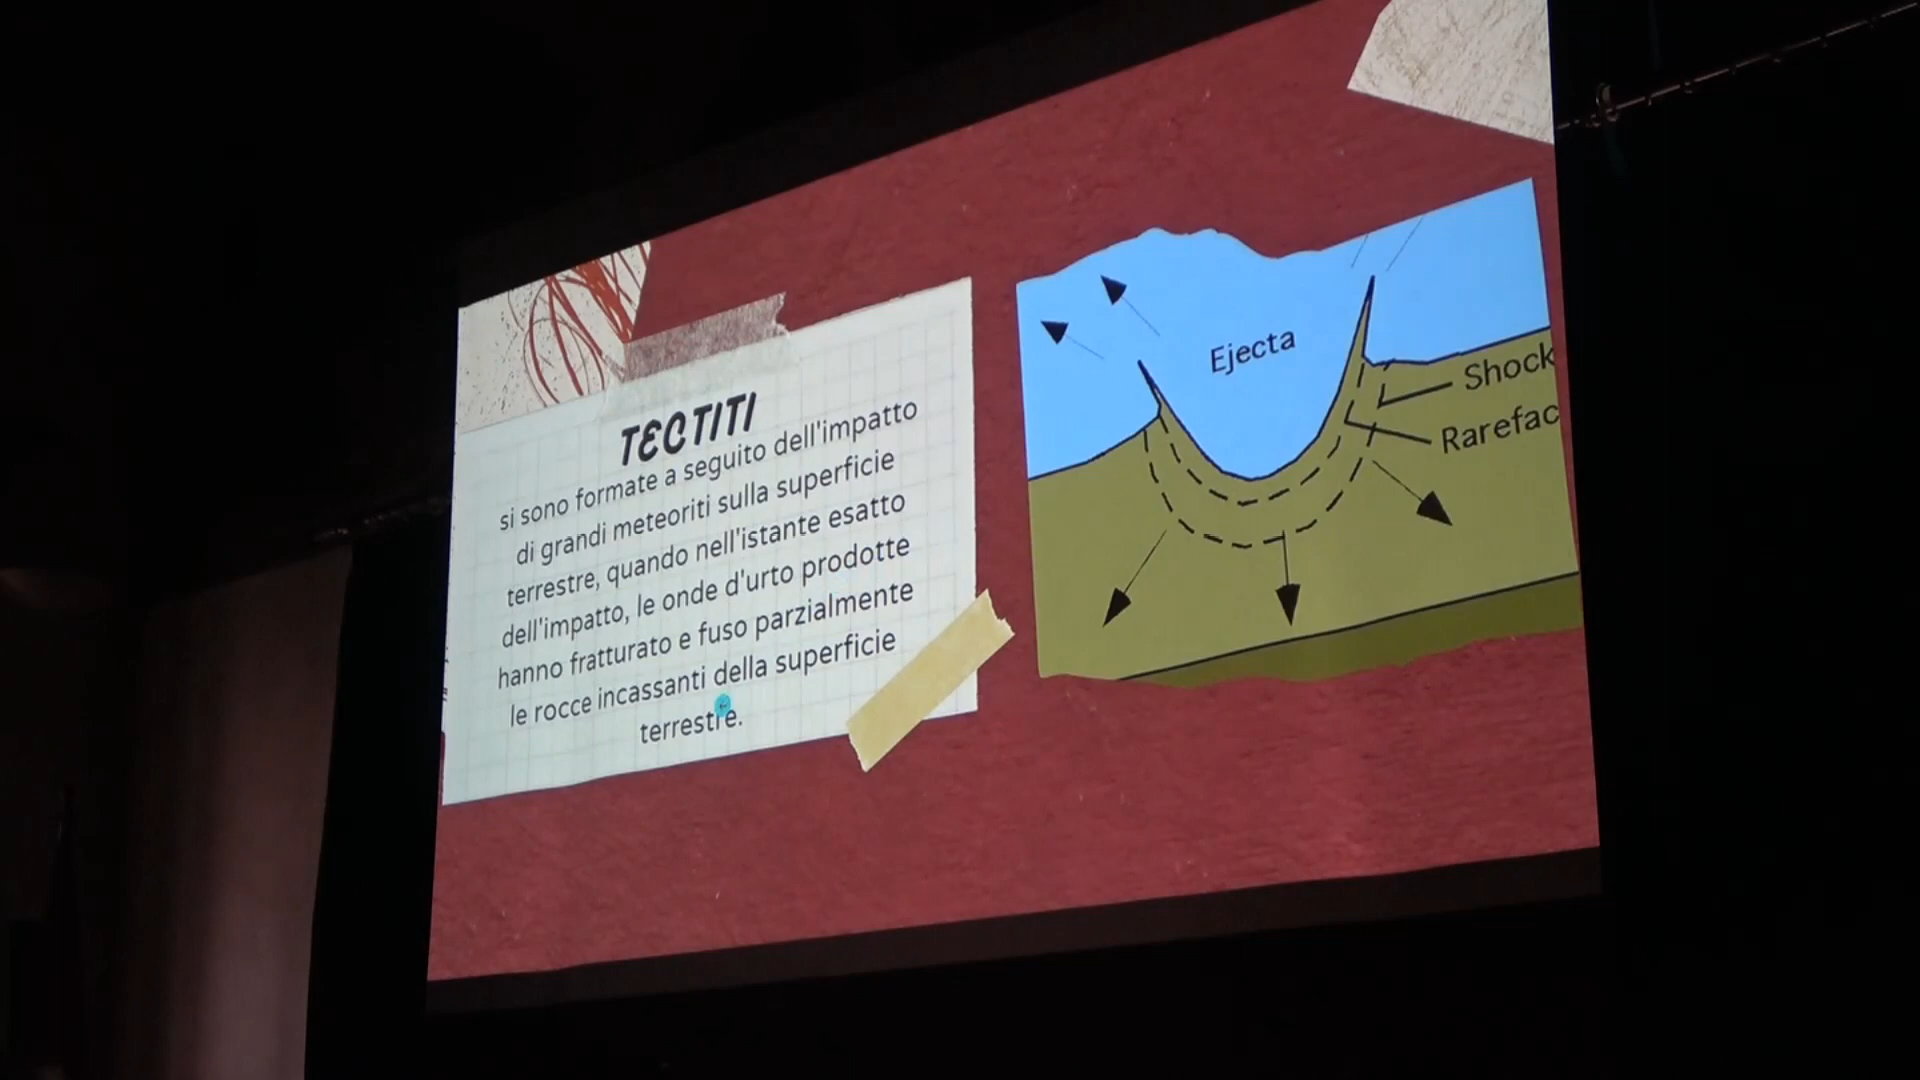 TECTITI
si sono formate a seguito dell'impatto
di grandi meteoriti sulla superficie
terrestre, quando nell'istante esatto
dell'impatto, le onde d'urto prodotte
hanno fratturato e fuso parzialmente
le rocce incassanti della superficie
terrestre.
Ejecta
Shock
Rarefac